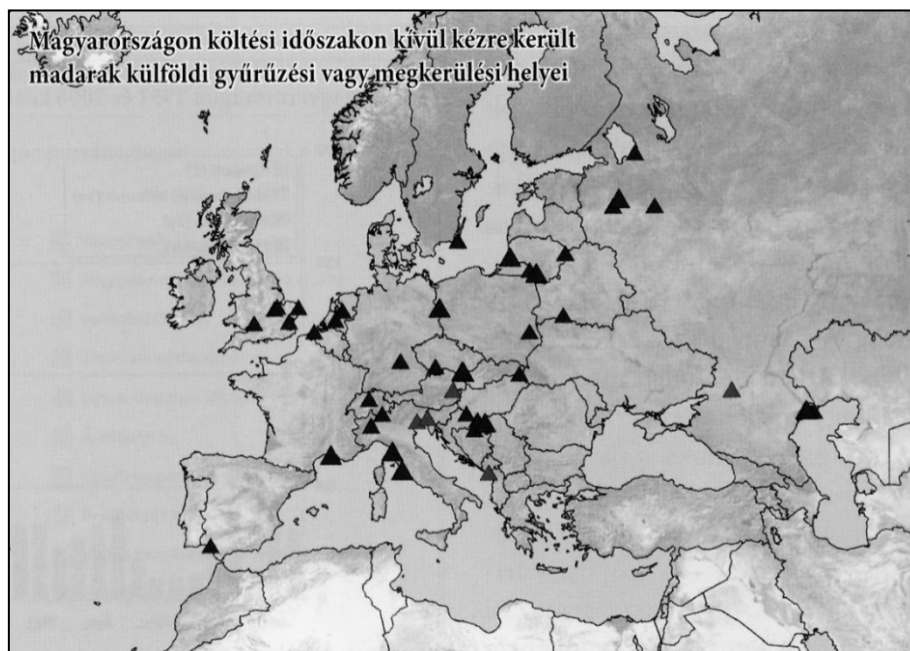 Magyarországon költési időszakon kívül kézre került
madarak külföldi gyűrűzési vagy megkerülési helyei